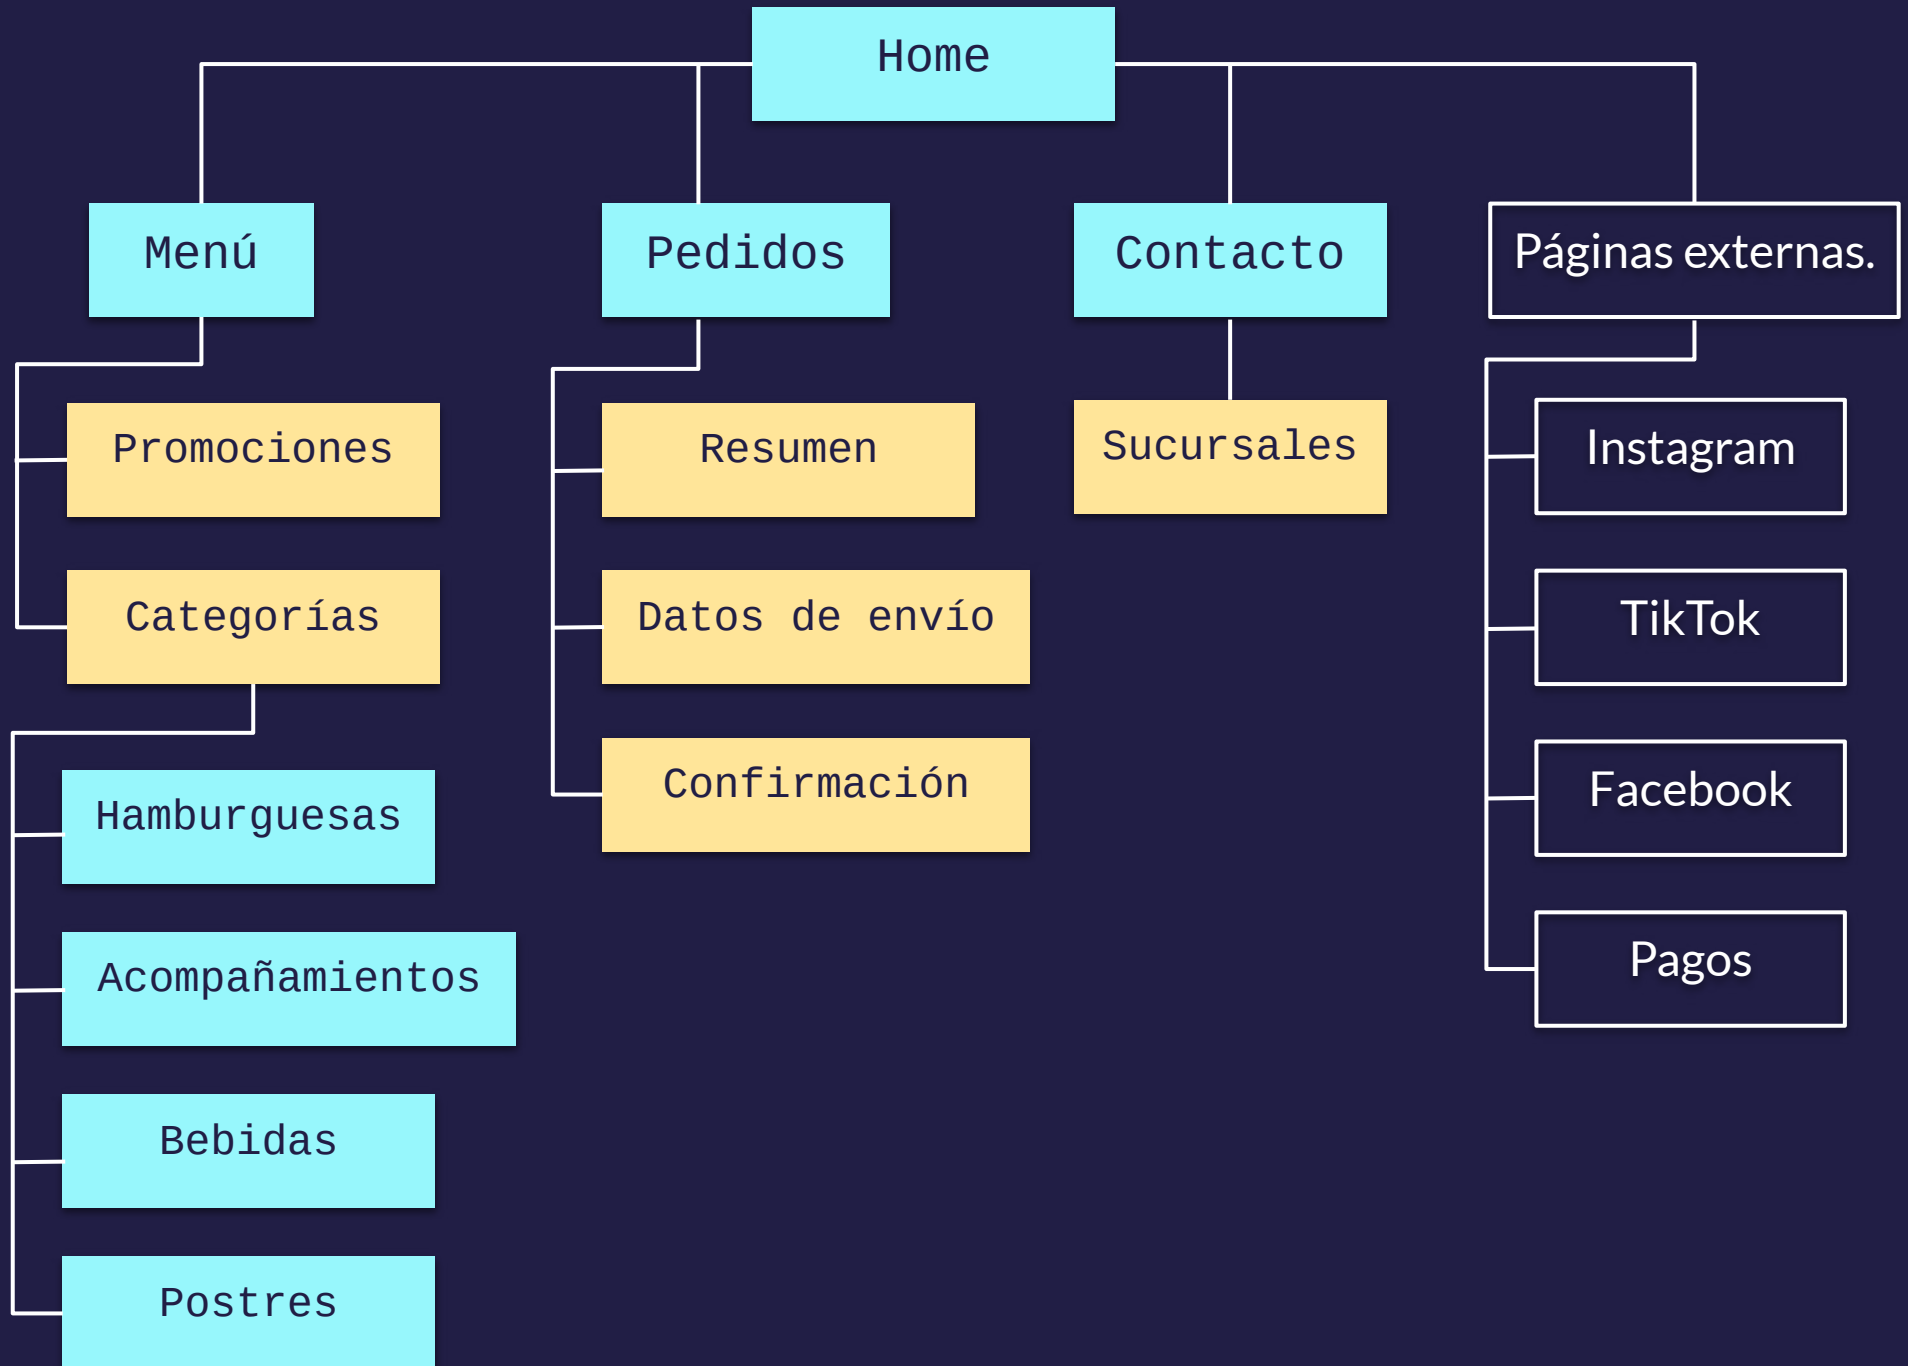 Home
Menú
Pedidos
Contacto
Páginas externas.
Promociones
Categorías
Hamburguesas
Acompañamientos
Bebidas
Postres
Resumen
Datos de envío
Confirmación
Sucursales
Instagram
TikTok
Facebook
Pagos